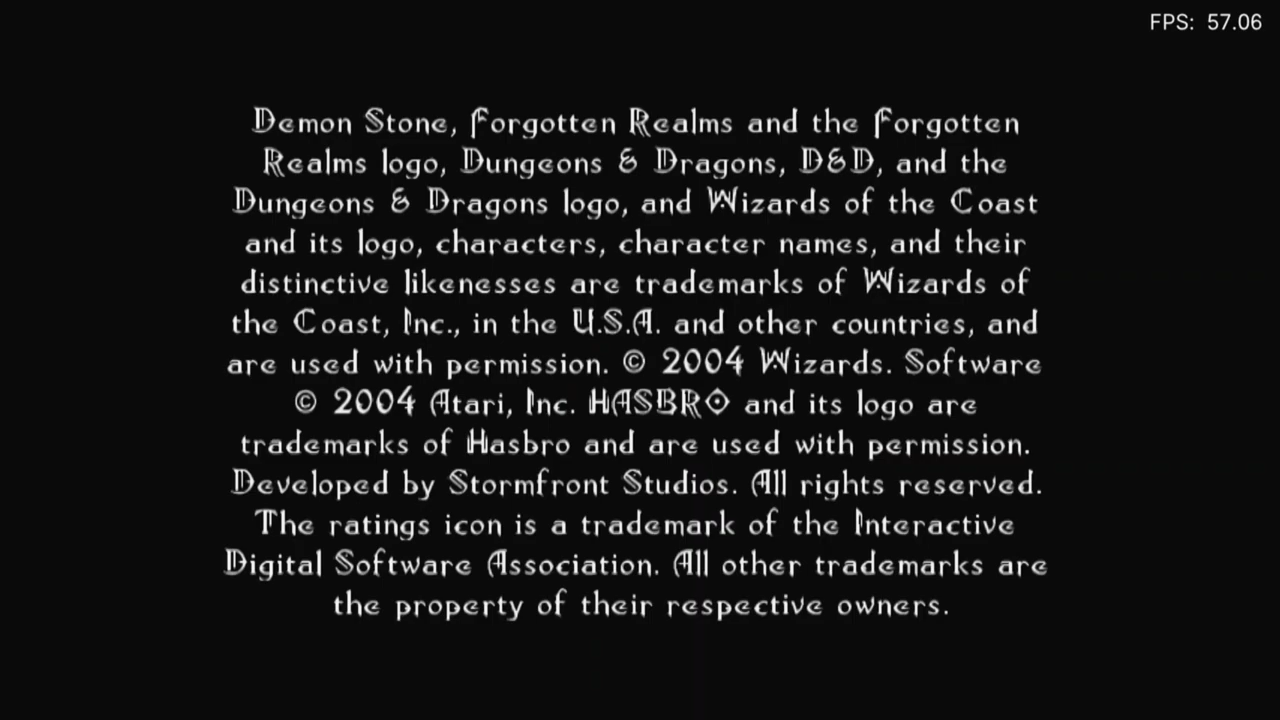 FPS: 57.06
Demon Stone, Forgotten Realms and the Forgotten
Realms logo, Dungeons & Dragons, D&D, and the
Dungeons & Dragons logo, and Wizards of the Coast
and its logo, characters, character names, and their
distinctive likenesses are trademarks of Wizards of
the Coast, Inc., in the U.S.A. and other countries, and
are used with permission. © 2004 Wizards. Software
© 2004 Atari, Inc. HASBRO and its logo are
trademarks of Hasbro and are used with permission.
Developed by Stormfront Studios. All rights reserved.
The ratings icon is a trademark of the Interactive
Digital Software Association. All other trademarks are
the property of their respective owners.